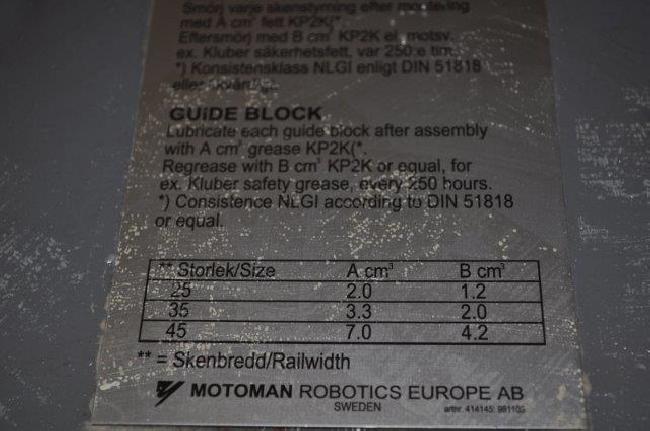 Smörj varje skenstyrning efter montering
med A cm³ fett KP2K(*.
Eftersmörj med B cm³ KP2K el. motsv.
ex. Kluber säkerhetsfett, var 250:e tim.
*) Konsistensklass NLGI enligt DIN 51818
eller likvärdigt.
GUIDE BLOCK
Lubricate each guide block after assembly
with A cm³ grease KP2K(*.
Regrease with B cm³ KP2K or equal, for
ex. Kluber safety grease, every 250 hours.
*) Consistence NLGI according to DIN 51818
or equal.
** Storlek/Size A cm³ B cm³
25 2.0 1.2
35 3.3 2.0
45 7.0 4.2
** = Skenbredd/Railwidth
MOTOMAN ROBOTICS EUROPE AB
SWEDEN
artnr. 414145